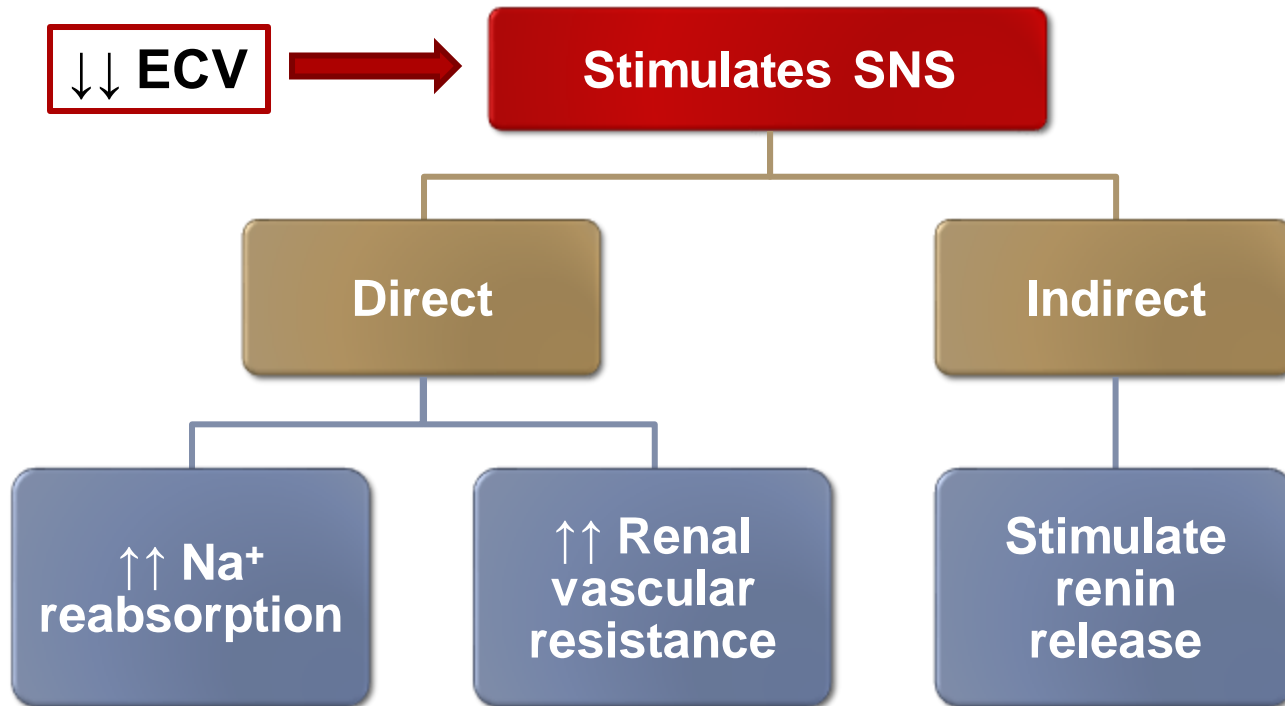 ↓↓ ECV
Stimulates SNS
Direct
Indirect
↑↑ Na⁺
reabsorption
↑↑ Renal
vascular
resistance
Stimulate
renin
release